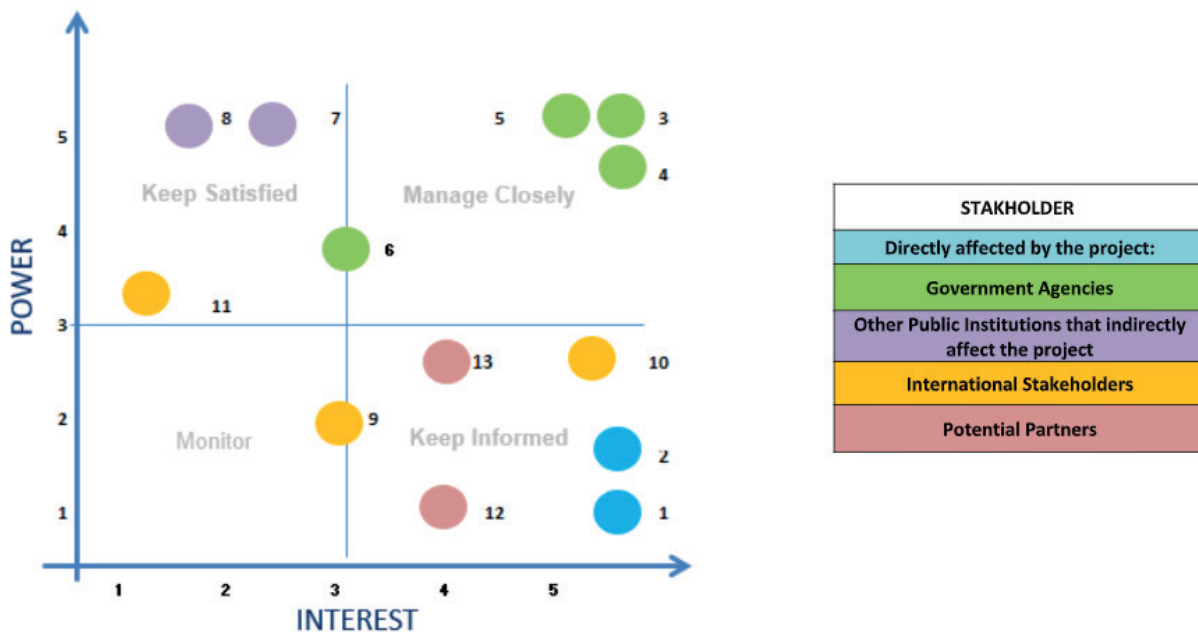 8
7
5
3
5
Keep Satisfied
Manage Closely
4
4
6
POWER
11
3
13
10
2
9
Monitor
Keep Informed
2
1
12
1
1
2
3
4
5
INTEREST
STAKHOLDER
Directly affected by the project:
Government Agencies
Other Public Institutions that indirectly
affect the project
International Stakeholders
Potential Partners